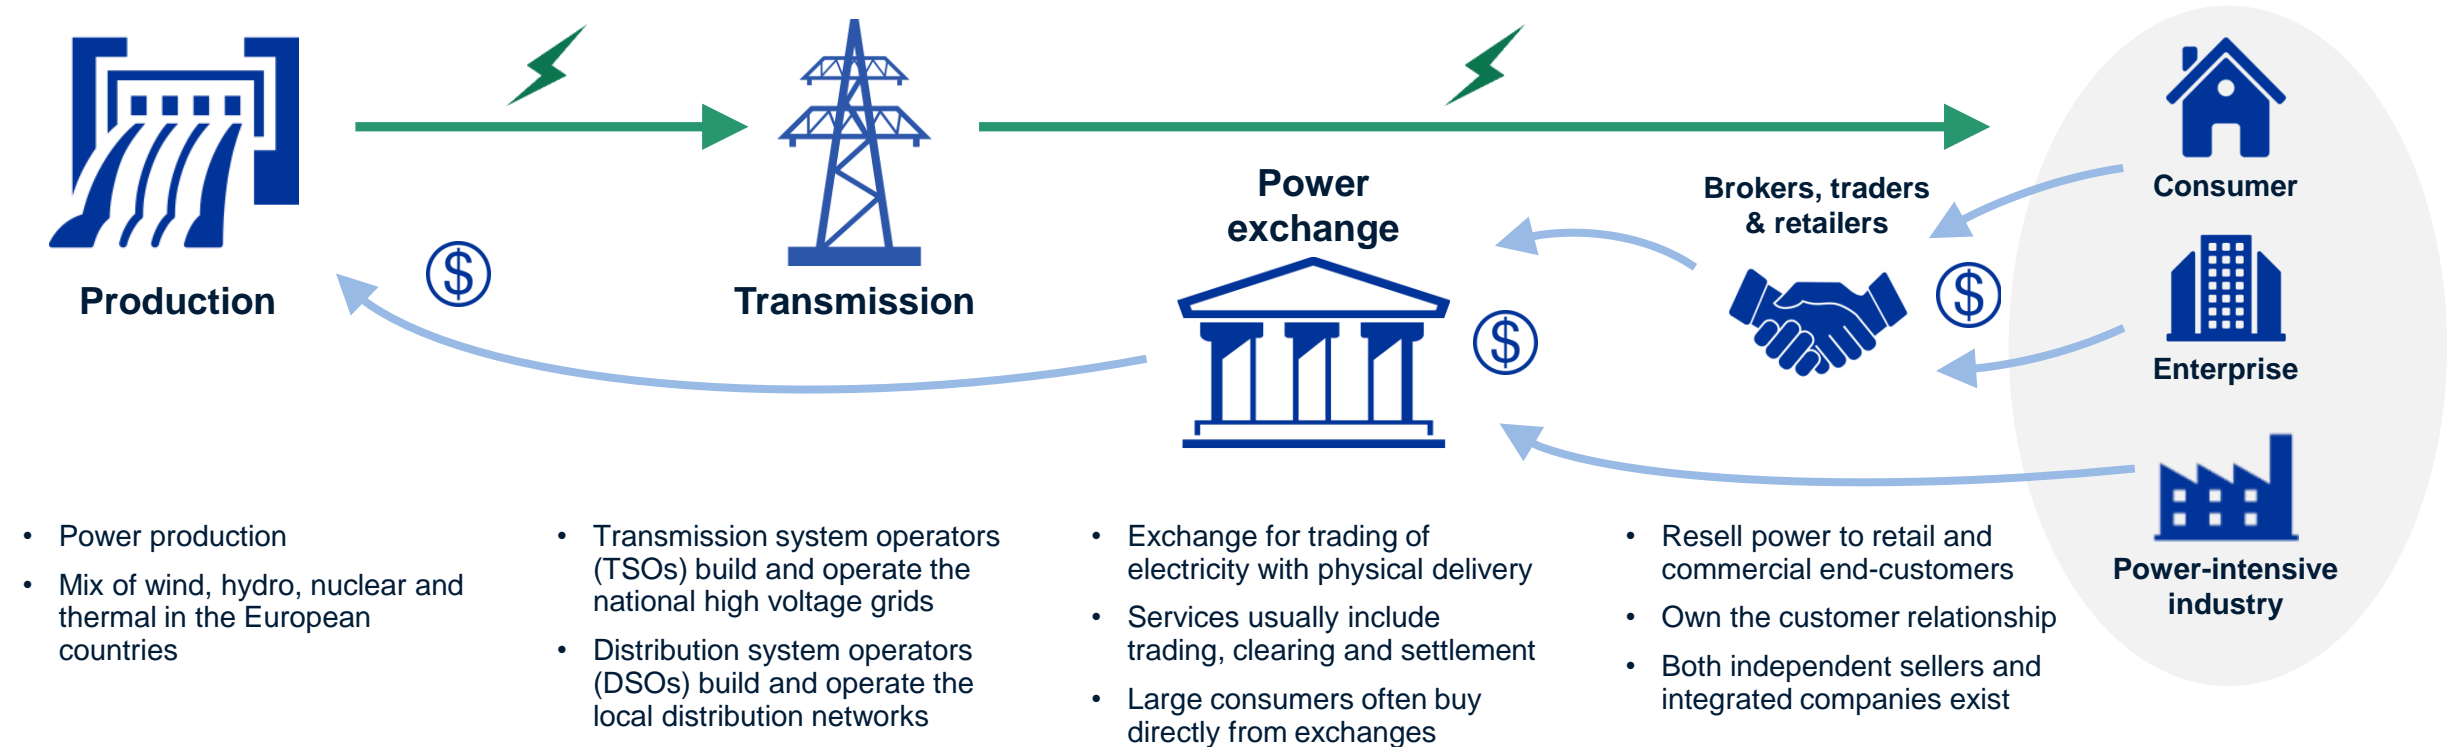 Power
exchange
Brokers, traders
& retailers
Consumer
Production
$
Transmission
$
$
Enterprise
Power-intensive
industry
• Power production
• Mix of wind, hydro, nuclear and
thermal in the European
countries
• Transmission system operators
(TSOs) build and operate the
national high voltage grids
• Distribution system operators
(DSOs) build and operate the
local distribution networks
• Exchange for trading of
electricity with physical delivery
• Services usually include
trading, clearing and settlement
• Large consumers often buy
directly from exchanges
• Resell power to retail and
commercial end-customers
• Own the customer relationship
• Both independent sellers and
integrated companies exist